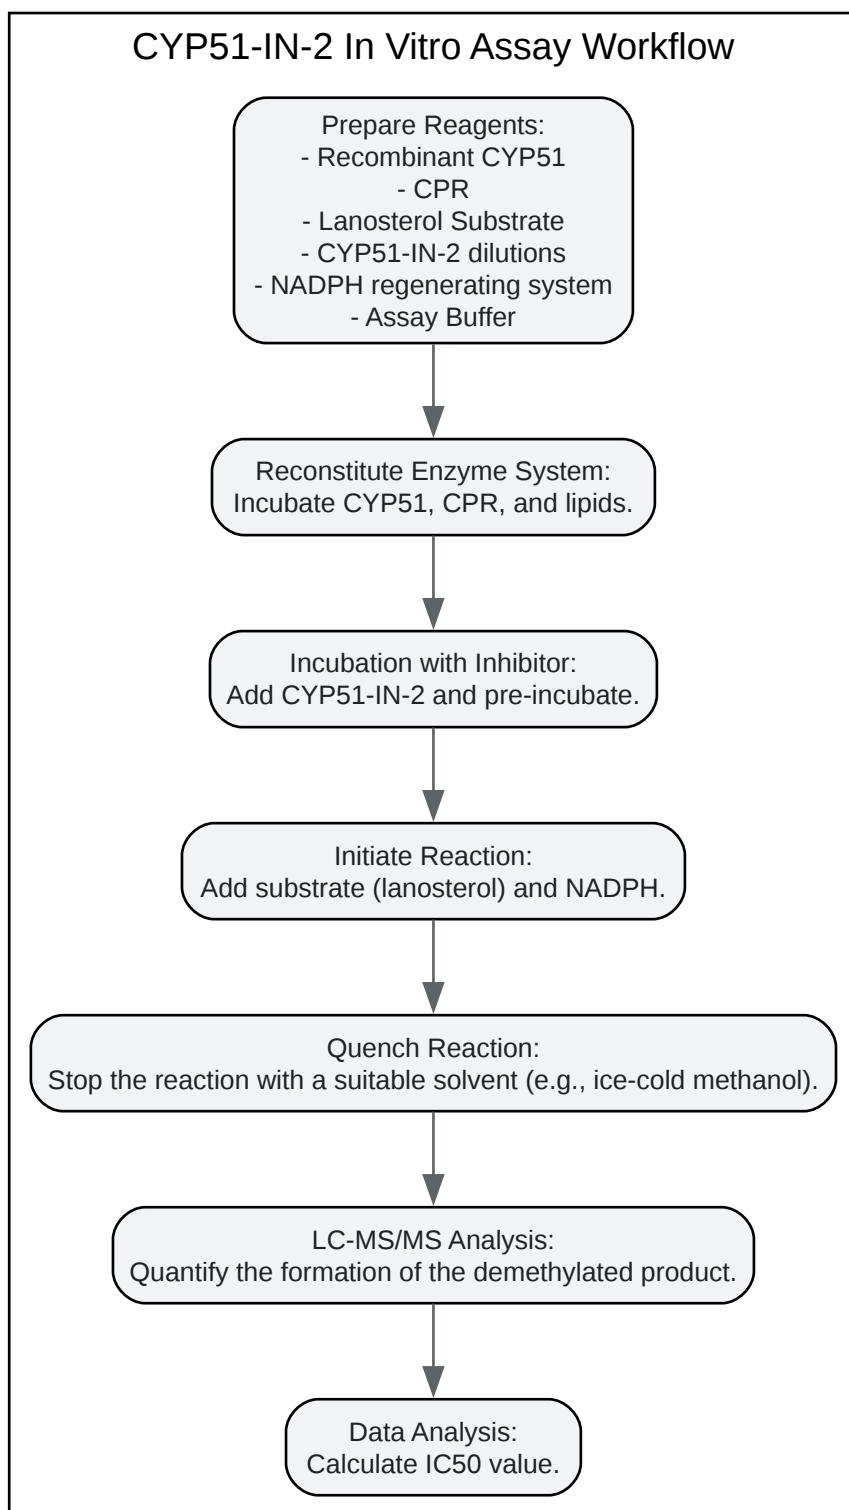 CYP51-IN-2 In Vitro Assay Workflow
Prepare Reagents:
- Recombinant CYP51
- CPR
- Lanosterol Substrate
- CYP51-IN-2 dilutions
- NADPH regenerating system
- Assay Buffer
Reconstitute Enzyme System:
Incubate CYP51, CPR, and lipids.
Incubation with Inhibitor:
Add CYP51-IN-2 and pre-incubate.
Initiate Reaction:
Add substrate (lanosterol) and NADPH.
Quench Reaction:
Stop the reaction with a suitable solvent (e.g., ice-cold methanol).
LC-MS/MS Analysis:
Quantify the formation of the demethylated product.
Data Analysis:
Calculate IC50 value.